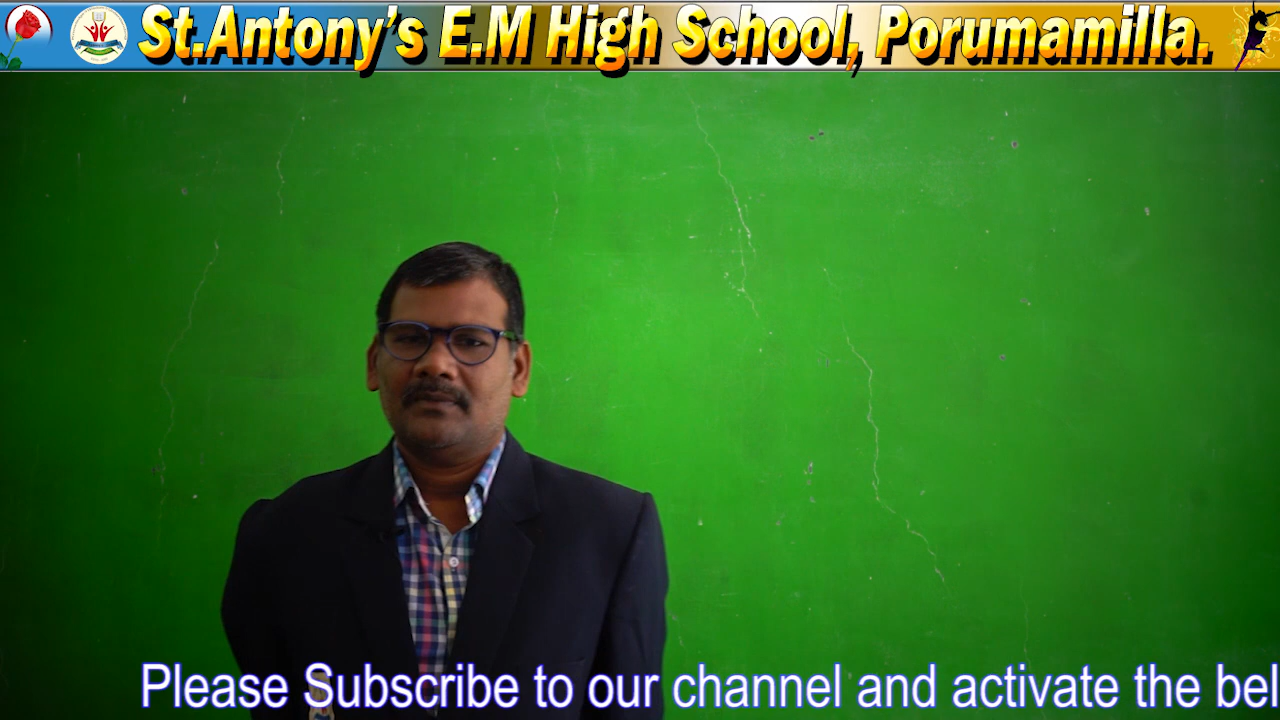 St.Antony's E.M High School, Porumamilla.
Please Subscribe to our channel and activate the bel